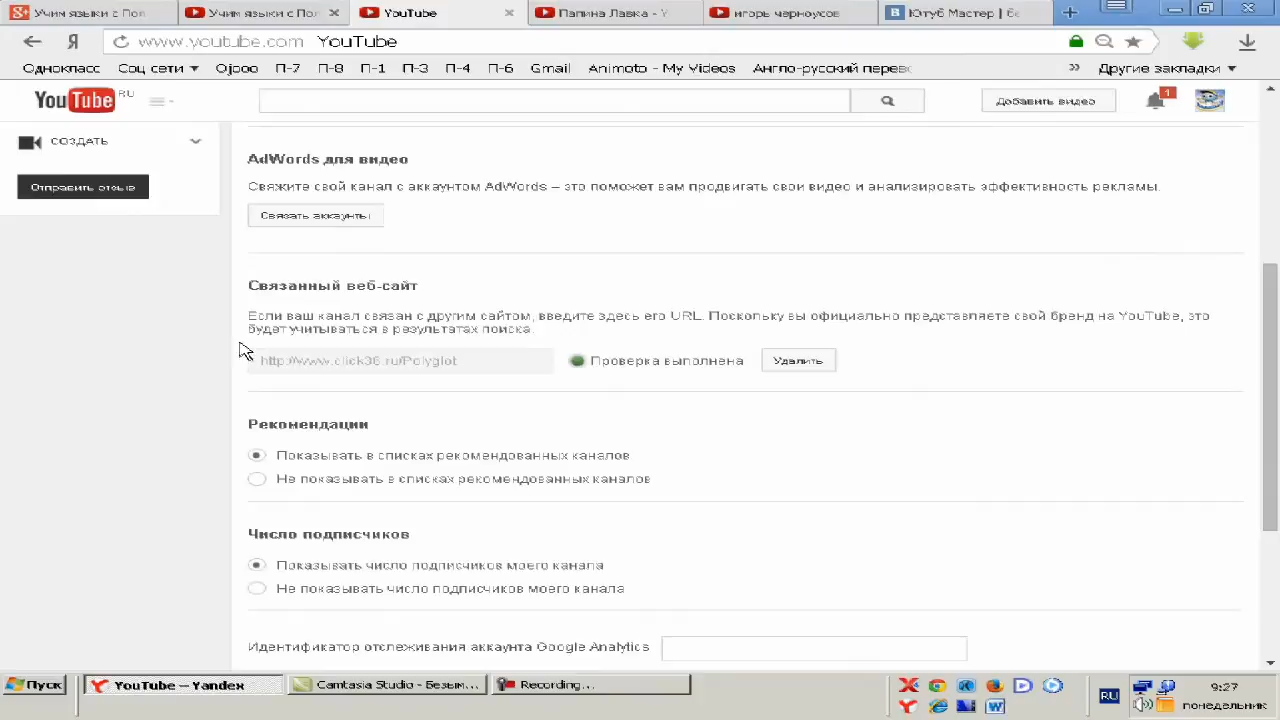 Учим языки с Пол
Учим языки с Пол
YouTube
Папина Лавка - Y
игорь черноусов
Ютуб Мастер | бе
www.youtube.com YouTube
Однокласс Соц сети Ojooo П-7 П-8 П-1 П-3 П-4 П-6 Gmail Animoto - My Videos Англо-русский перевс » Другие закладки
YouTube RU
Добавить видео
1
СОЗДАТЬ
Отправить отзыв
AdWords для видео
Свяжите свой канал с аккаунтом AdWords – это поможет вам продвигать свои видео и анализировать эффективность рекламы.
Связать аккаунты
Связанный веб-сайт
Если ваш канал связан с другим сайтом, введите здесь его URL. Поскольку вы официально представляете свой бренд на YouTube, это
будет учитываться в результатах поиска.
http://www.click36.ru/Polyglot
Проверка выполнена
Удалить
Рекомендации
Показывать в списках рекомендованных каналов
Не показывать в списках рекомендованных каналов
Число подписчиков
Показывать число подписчиков моего канала
Не показывать число подписчиков моего канала
Идентификатор отслеживания аккаунта Google Analytics
Пуск
YouTube — Yandex
Camtasia Studio - Безым...
Recording...
RU
9:27
понедельник